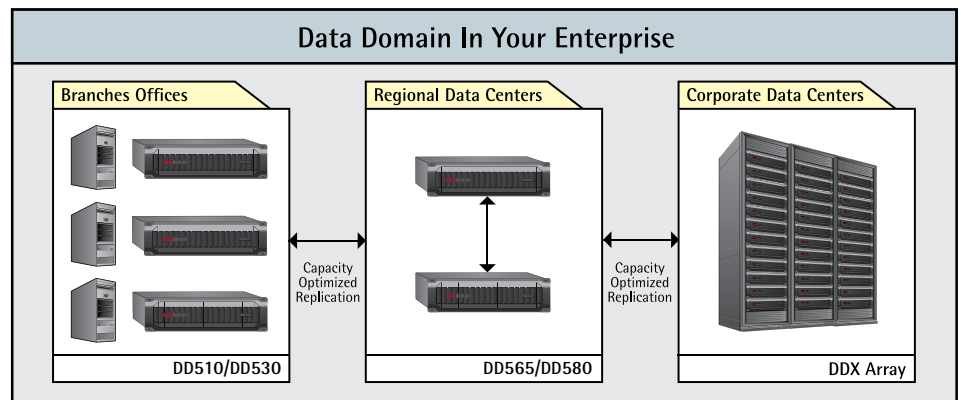 Data Domain In Your Enterprise
Branches Offices
Regional Data Centers
Corporate Data Centers
Capacity
Optimized
Replication
Capacity
Optimized
Replication
DD510/DD530
DD565/DD580
DDX Array